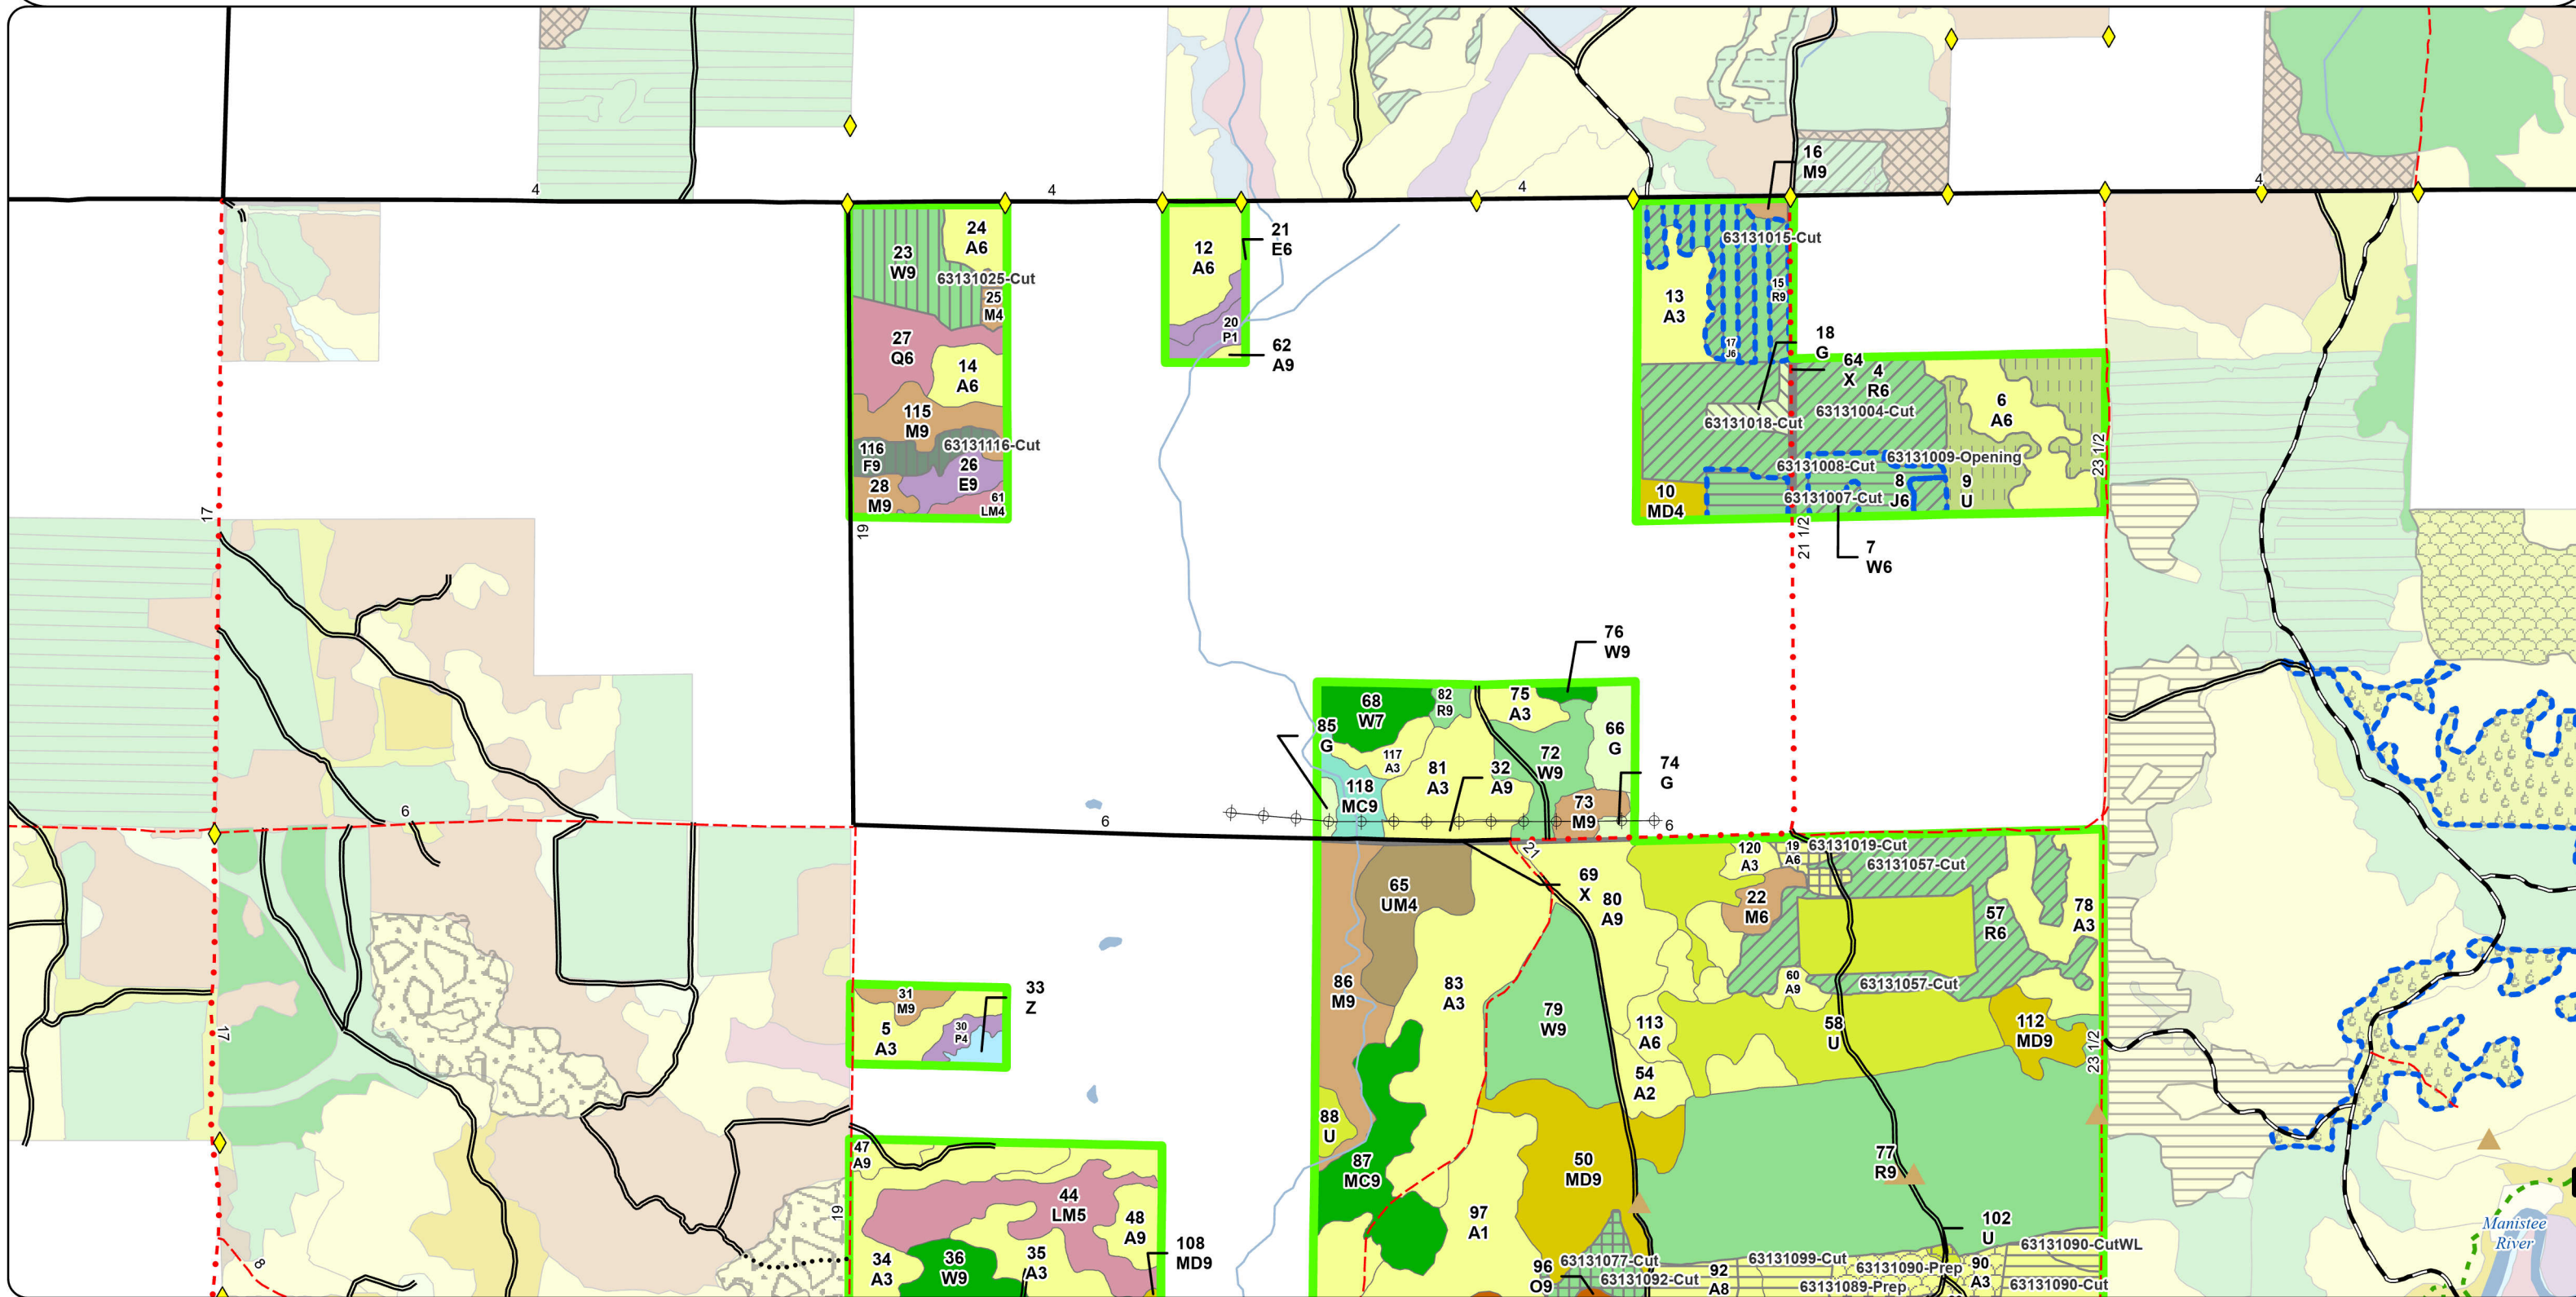 4
4
4
4
16
M9
24
A6
23
W9
63131025-Cut
25
M4
27
Q6
14
A6
115
M9
63131116-Cut
116
F9
26
E9
28
M9
61
LM4
12
A6
21
E6
20
P1
62
A9
63131015-Cut
13
A3
15
R9
17
J6
18
G
64
X
4
R6
63131004-Cut
63131018-Cut
6
A6
63131009-Opening
63131008-Cut
63131007-Cut
8
J6
9
U
10
MD4
7
W6
23 1/2
21 1/2
17
19
76
W9
68
W7
82
R9
75
A3
85
G
66
G
117
A3
81
A3
32
A9
72
W9
74
G
118
MC9
73
M9
6
6
6
21
65
UM4
69
X
80
A9
120
A3
19
A6
63131019-Cut
63131057-Cut
22
M6
57
R6
78
A3
86
M9
83
A3
60
A9
63131057-Cut
79
W9
113
A6
58
U
112
MD9
23 1/2
31
M9
5
A3
30
P4
33
Z
17
54
A2
88
U
87
MC9
50
MD9
77
R9
47
A9
44
LM5
48
A9
97
A1
102
U
19
8
34
A3
36
W9
35
A3
108
MD9
96
O9
63131077-Cut
63131092-Cut
92
A8
63131099-Cut
63131089-Prep
63131090-Prep
90
A3
63131090-CutWL
63131090-Cut
Manistee
River